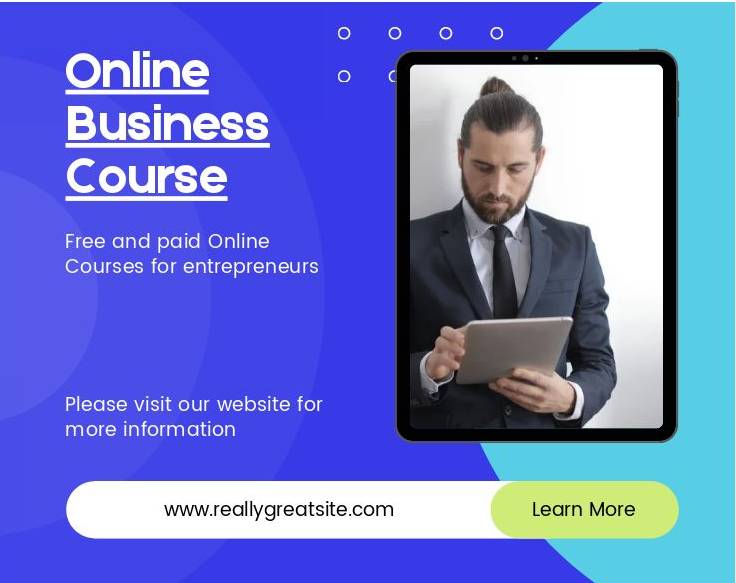 Online
Business
Course
Free and paid Online
Courses for entrepreneurs
Please visit our website for
more information
www.reallygreatsite.com
Learn More